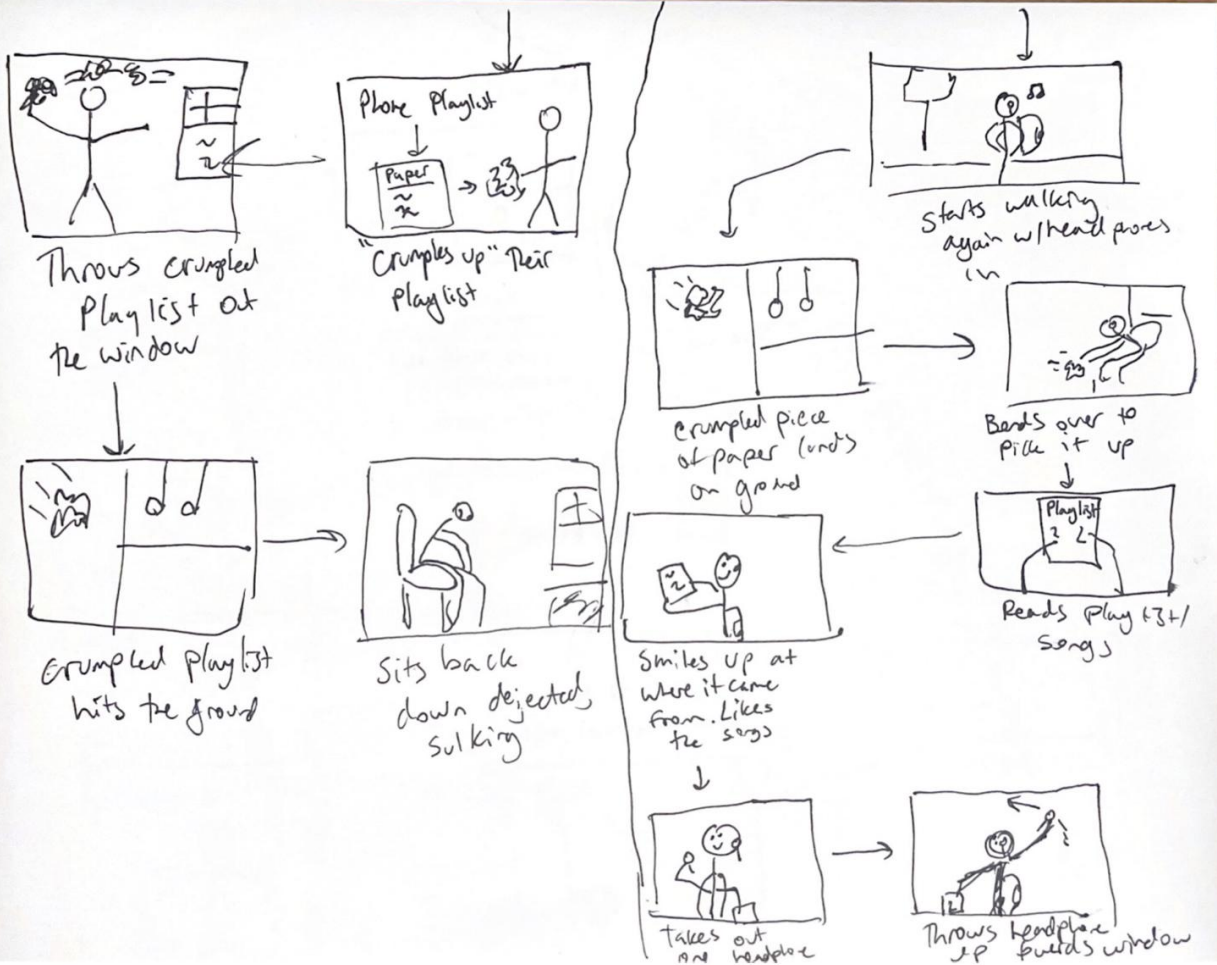 Phone Playlist
Paper
"Crumples up" Their
Playlist
Throws crumpled
Playlist out
the window
Crumpled playlist
hits the ground
Sits back
down dejected,
sulking
Starts walking
again w/headphones
in
Crumpled piece
of paper lands
on ground
Bends over to
pick it up
Playlist
Reads playlist/
songs
Smiles up at
where it came
from. Likes
the songs
Takes out
one headphone
Throws headphone
up towards window